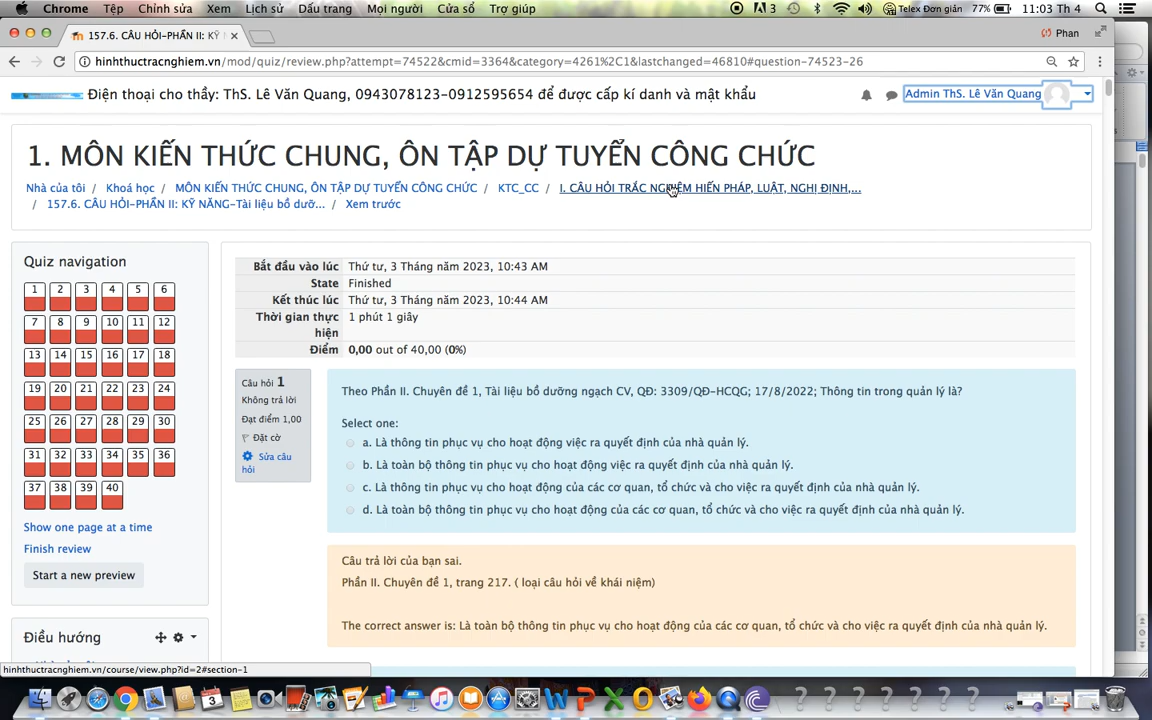 Chrome Tệp Chỉnh sửa Xem Lịch sử Dấu trang Mọi người Cửa sổ Trợ giúp 3 Telex Đơn giản 77% 11:03 Th 4
157.6. CÂU HỎI-PHẦN II: KỸ N Phan
hinhthuctracnghiem.vn/mod/quiz/review.php?attempt=74522&cmid=3364&category=4261%2C1&lastchanged=46810#question-74523-26
Điện thoại cho thầy: ThS. Lê Văn Quang, 0943078123-0912595654 để được cấp kí danh và mật khẩu Admin ThS. Lê Văn Quang
1. MÔN KIẾN THỨC CHUNG, ÔN TẬP DỰ TUYỂN CÔNG CHỨC
Nhà của tôi / Khoá học / MÔN KIẾN THỨC CHUNG, ÔN TẬP DỰ TUYỂN CÔNG CHỨC / KTC_CC / I. CÂU HỎI TRẮC NGHIỆM HIẾN PHÁP, LUẬT, NGHỊ ĐỊNH,...
/ 157.6. CÂU HỎI-PHẦN II: KỸ NĂNG-Tài liệu bồ dưỡ... / Xem trước
Quiz navigation
1 2 3 4 5 6
7 8 9 10 11 12
13 14 15 16 17 18
19 20 21 22 23 24
25 26 27 28 29 30
31 32 33 34 35 36
37 38 39 40
Show one page at a time
Finish review
Start a new preview
Điều hướng
Bắt đầu vào lúc Thứ tư, 3 Tháng năm 2023, 10:43 AM
State Finished
Kết thúc lúc Thứ tư, 3 Tháng năm 2023, 10:44 AM
Thời gian thực hiện 1 phút 1 giây
Điểm 0,00 out of 40,00 (0%)
Câu hỏi 1
Không trả lời
Đạt điểm 1,00
Đặt cờ
Sửa câu
hỏi
Theo Phần II. Chuyên đề 1, Tài liệu bồ dưỡng ngạch CV, QĐ: 3309/QĐ-HCQG; 17/8/2022; Thông tin trong quản lý là?
Select one:
a. Là thông tin phục vụ cho hoạt động việc ra quyết định của nhà quản lý.
b. Là toàn bộ thông tin phục vụ cho hoạt động việc ra quyết định của nhà quản lý.
c. Là thông tin phục vụ cho hoạt động của các cơ quan, tổ chức và cho việc ra quyết định của nhà quản lý.
d. Là toàn bộ thông tin phục vụ cho hoạt động của các cơ quan, tổ chức và cho việc ra quyết định của nhà quản lý.
Câu trả lời của bạn sai.
Phần II. Chuyên đề 1, trang 217. ( loại câu hỏi về khái niệm)
The correct answer is: Là toàn bộ thông tin phục vụ cho hoạt động của các cơ quan, tổ chức và cho việc ra quyết định của nhà quản lý.
hinhthuctracnghiem.vn/course/view.php?id=2#section-1